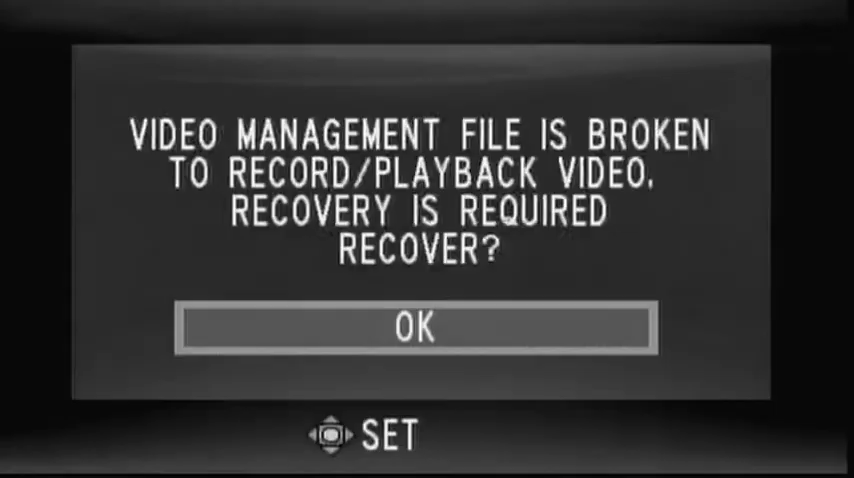 VIDEO MANAGEMENT FILE IS BROKEN
TO RECORD/PLAYBACK VIDEO.
RECOVERY IS REQUIRED
RECOVER?
OK
SET